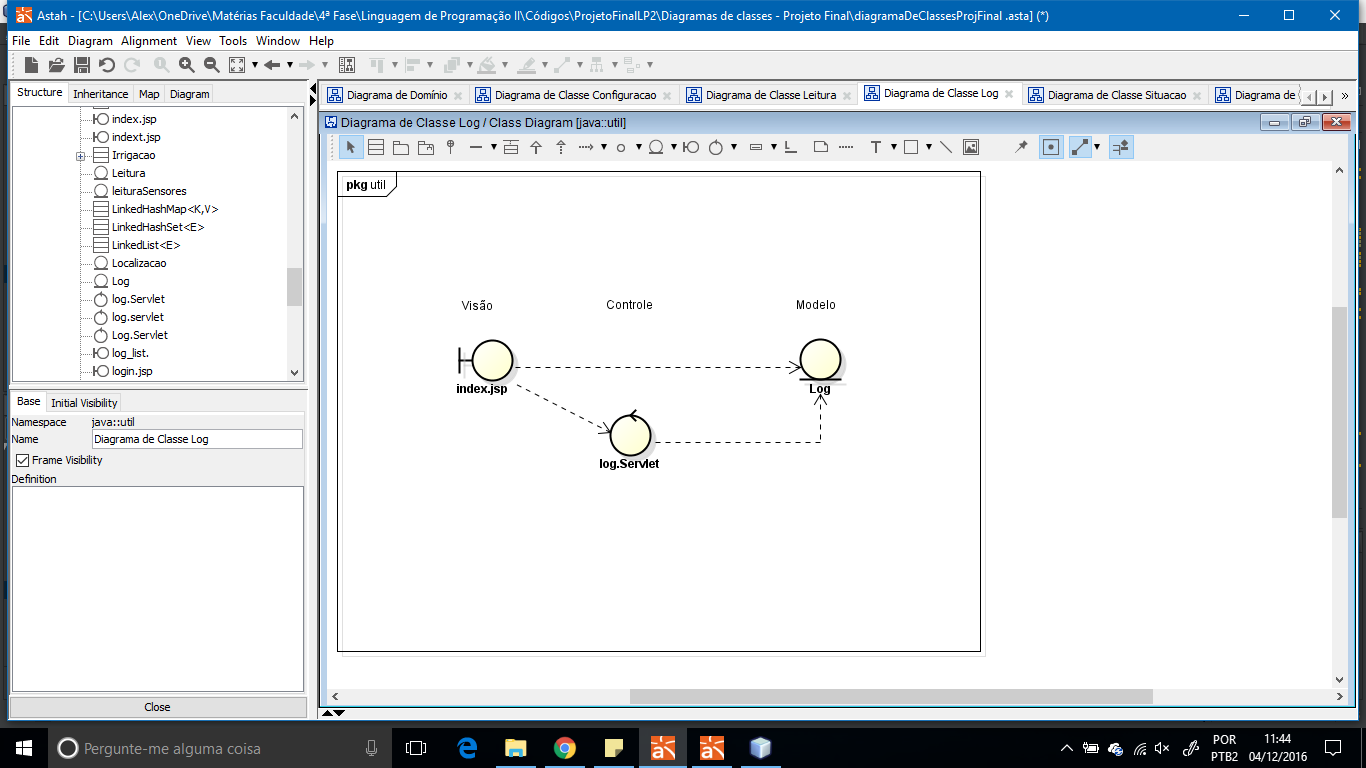 Astah - [C:\Users\Alex\OneDrive\Matérias Faculdade\4ª Fase\Linguagem de Programação II\Códigos\ProjetoFinalLP2\Diagramas de classes - Projeto Final\diagramaDeClassesProjFinal .asta] (*)
File Edit Diagram Alignment View Tools Window Help
Structure Inheritance Map Diagram
index.jsp
indext.jsp
Irrigacao
Leitura
leituraSensores
LinkedHashMap<K,V>
LinkedHashSet<E>
LinkedList<E>
Localizacao
Log
log.Servlet
log.servlet
Log.Servlet
log_list.
login.jsp
Base Initial Visibility
Namespace java::util
Name Diagrama de Classe Log
Frame Visibility
Definition
Close
Diagrama de Domínio Diagrama de Classe Configuracao Diagrama de Classe Leitura Diagrama de Classe Log Diagrama de Classe Situacao Diagrama de
Diagrama de Classe Log / Class Diagram [java::util]
pkg util
Visão Controle Modelo
index.jsp Log
log.Servlet
Pergunte-me alguma coisa
POR 11:44
PTB2 04/12/2016